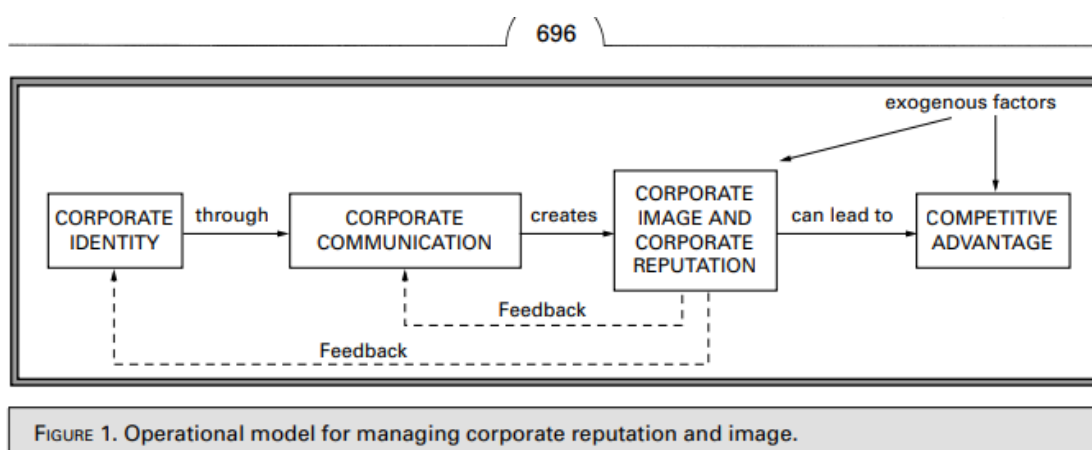 696
exogenous factors
CORPORATE
IDENTITY
through
CORPORATE
COMMUNICATION
creates
CORPORATE
IMAGE AND
CORPORATE
REPUTATION
can lead to
COMPETITIVE
ADVANTAGE
Feedback
Feedback
FIGURE 1. Operational model for managing corporate reputation and image.